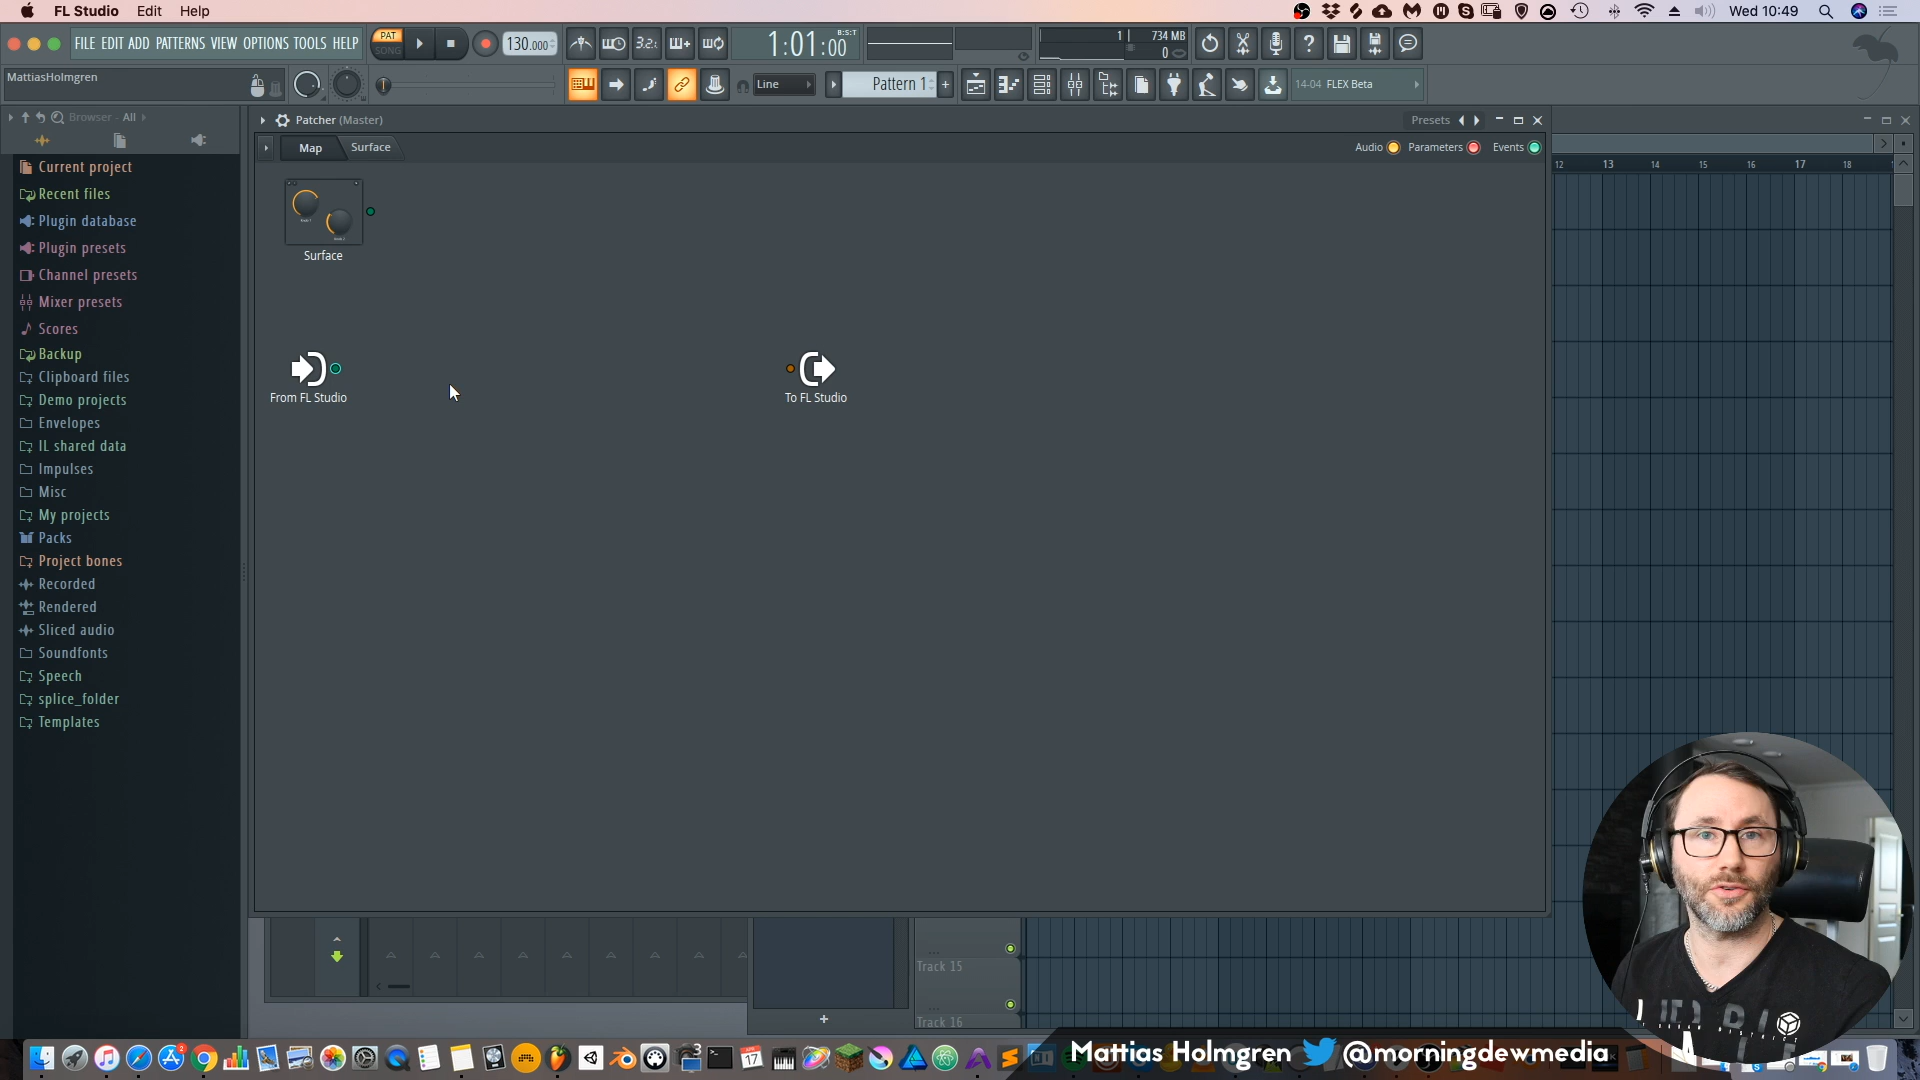 FL Studio Edit Help
Wed 10:49
FILE EDIT ADD PATTERNS VIEW OPTIONS TOOLS HELP
PAT
SONG
130.000
3.2.
1:01:00
B:S:T
1
734 MB
0
MattiasHolmgren
Line
Pattern 1
14-04 FLEX Beta
Browser - All
Patcher (Master)
Presets
Map
Surface
Audio
Parameters
Events
Current project
Recent files
Plugin database
Plugin presets
Channel presets
Mixer presets
Scores
Backup
Clipboard files
Demo projects
Envelopes
IL shared data
Impulses
Misc
My projects
Packs
Project bones
Recorded
Rendered
Sliced audio
Soundfonts
Speech
splice_folder
Templates
Surface
From FL Studio
To FL Studio
12 13 14 15 16 17 18
Track 15
Track 16
Mattias Holmgren @morningdewmedia